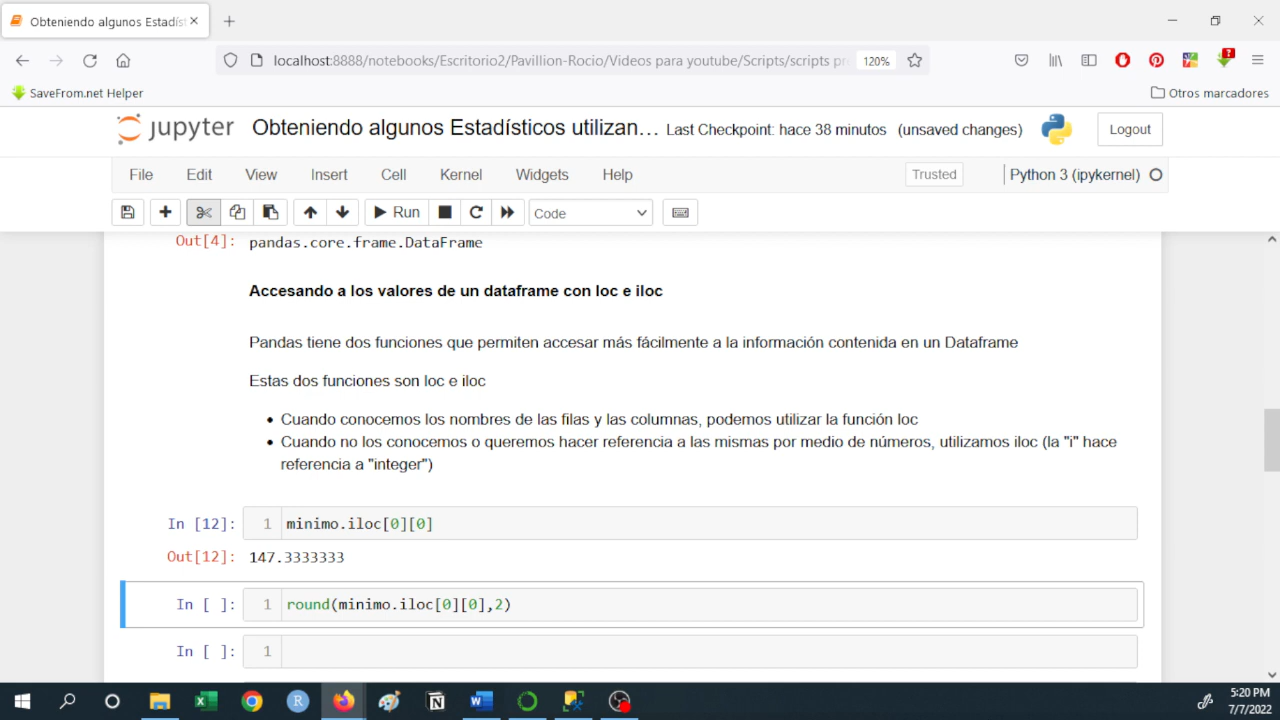 Obteniendo algunos Estadíst
localhost:8888/notebooks/Escritorio2/Pavillion-Rocio/Videos para youtube/Scripts/scripts pr
120%
SaveFrom.net Helper
Otros marcadores
jupyter
Obteniendo algunos Estadísticos utilizan... Last Checkpoint: hace 38 minutos (unsaved changes)
Logout
File Edit View Insert Cell Kernel Widgets Help
Trusted
Python 3 (ipykernel)
Run
Code
Out[4]: pandas.core.frame.DataFrame
Accesando a los valores de un dataframe con loc e iloc
Pandas tiene dos funciones que permiten accesar más fácilmente a la información contenida en un Dataframe
Estas dos funciones son loc e iloc
• Cuando conocemos los nombres de las filas y las columnas, podemos utilizar la función loc
• Cuando no los conocemos o queremos hacer referencia a las mismas por medio de números, utilizamos iloc (la "i" hace
referencia a "integer")
In [12]: 1 minimo.iloc[0][0]
Out[12]: 147.3333333
In [ ]: 1 round(minimo.iloc[0][0],2)
In [ ]: 1
5:20 PM
7/7/2022